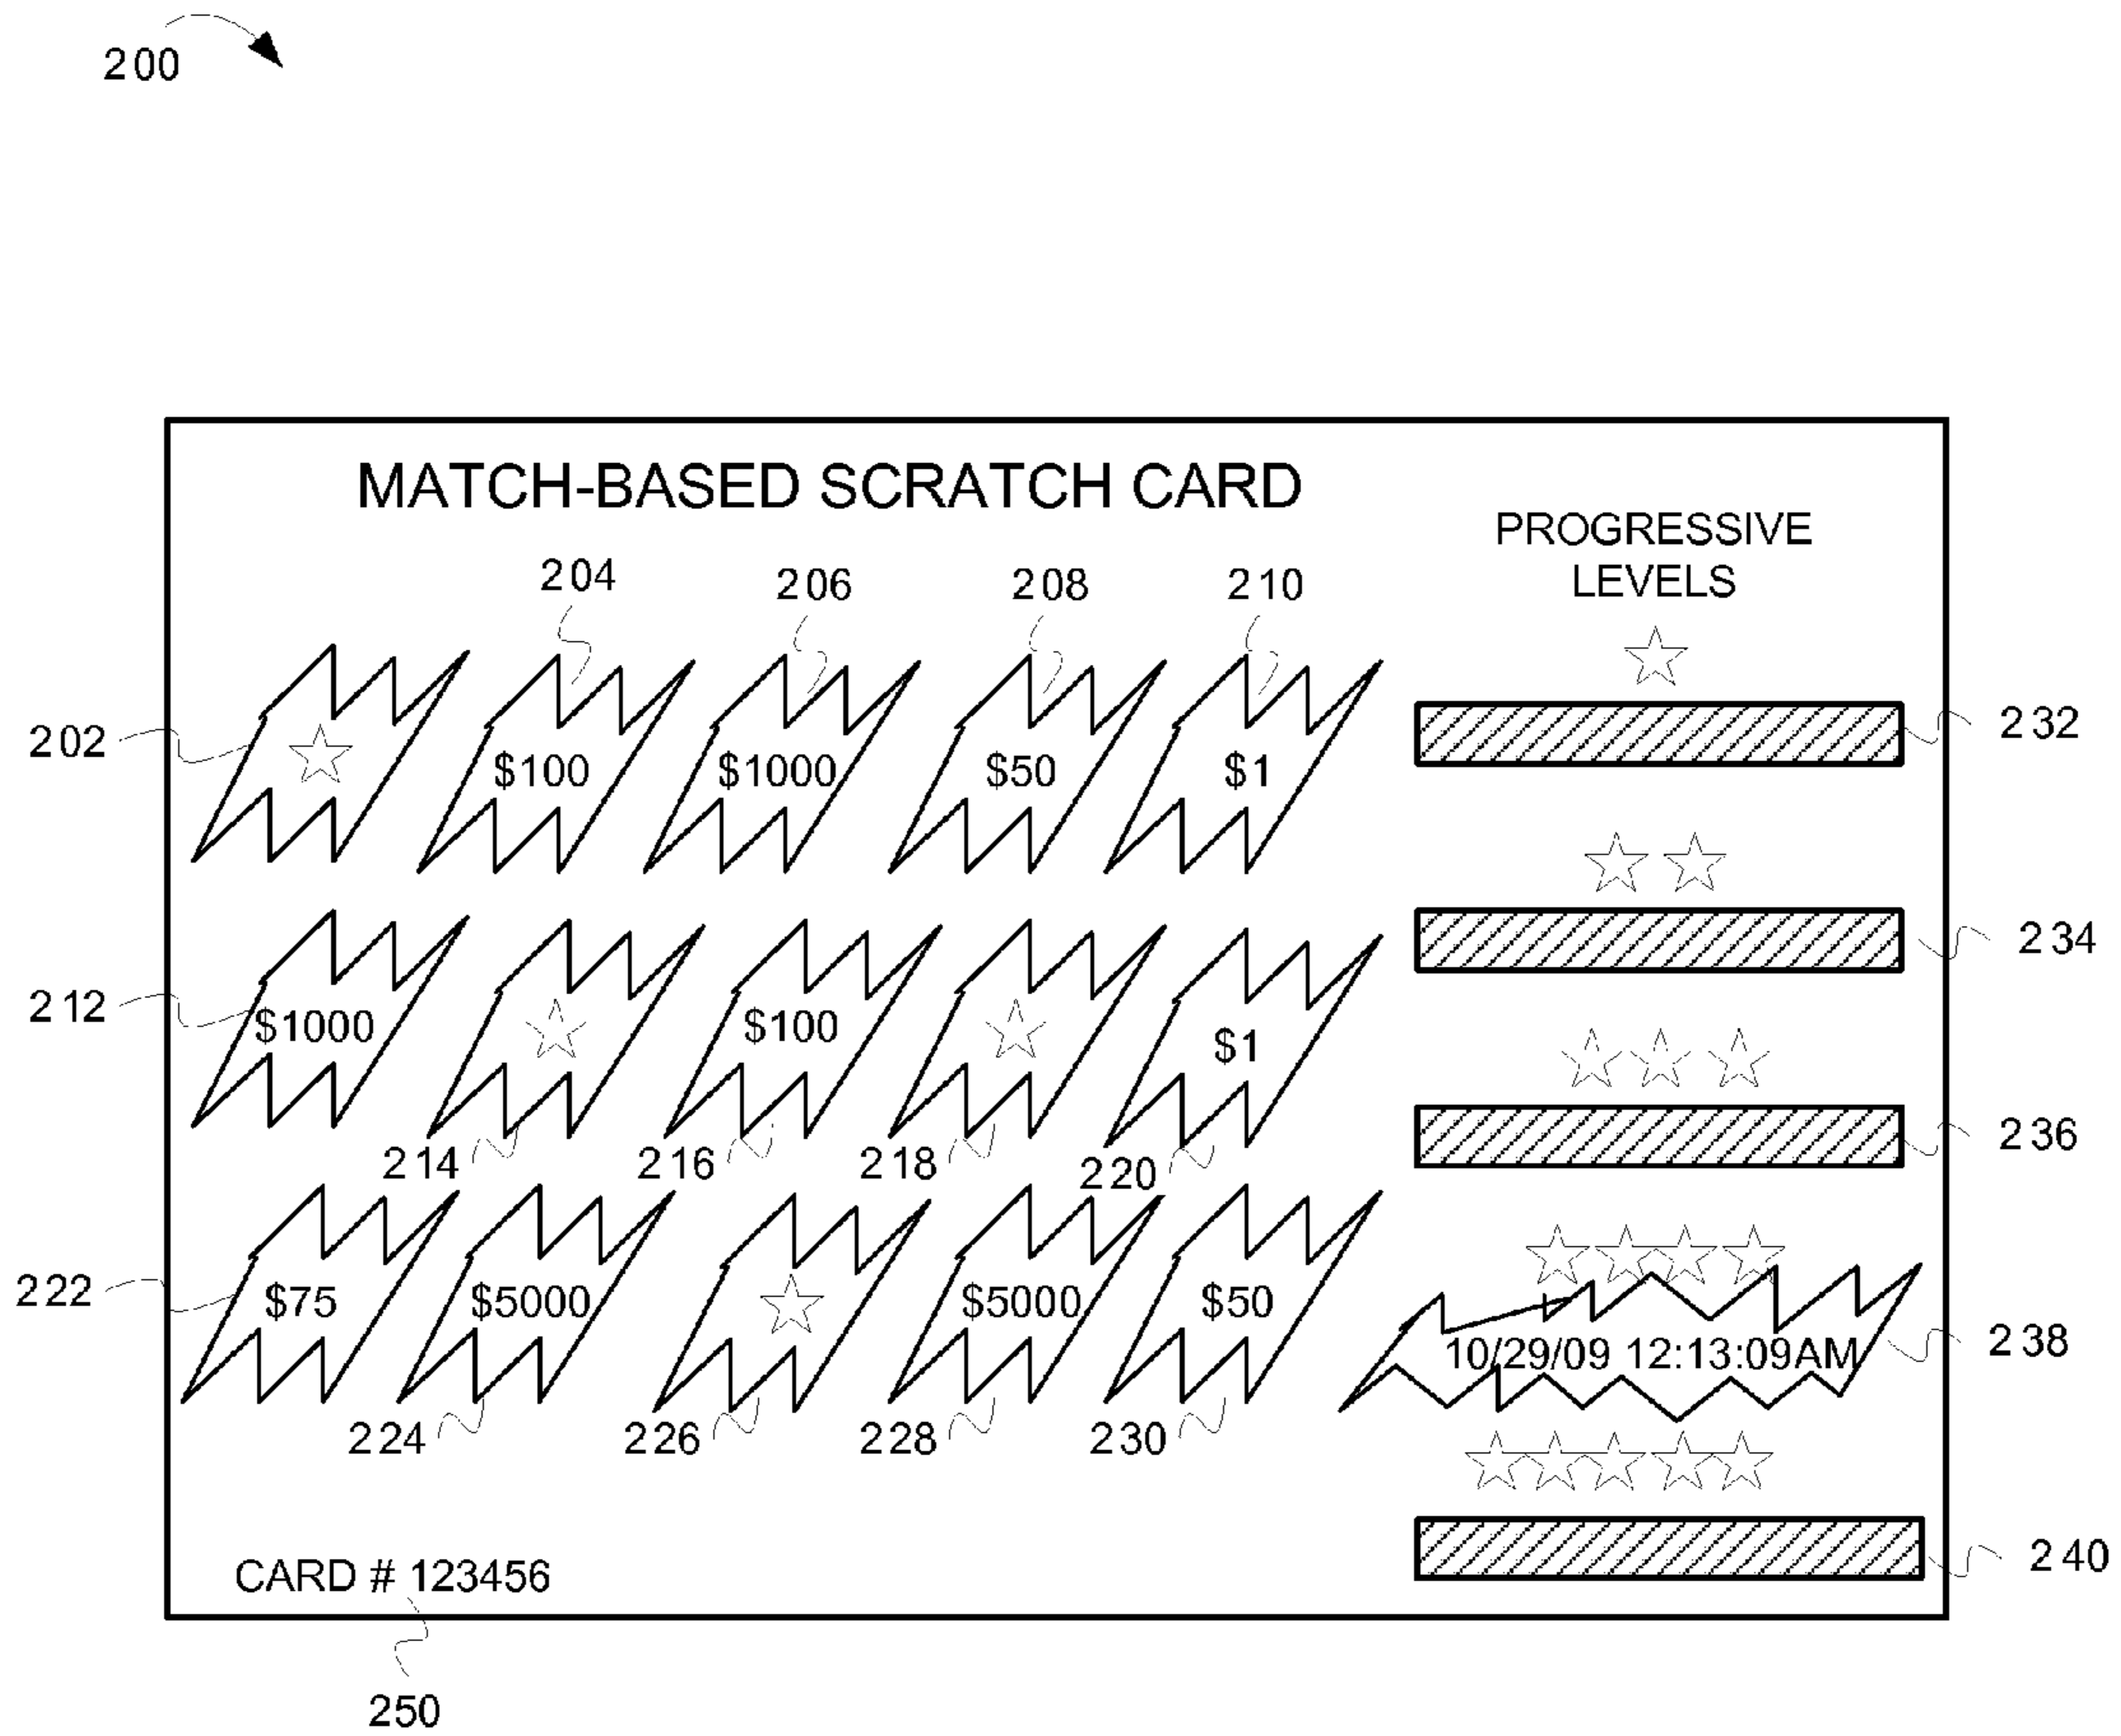 200
MATCH-BASED SCRATCH CARD
PROGRESSIVE
LEVELS
204 206 208 210
202 232
$100 $1000 $50 $1
234
212
$1000 $100 $1
236
214 216 218 220
222
$75 $5000 $5000 $50
10/29/09 12:13:09AM 238
224 226 228 230
240
CARD # 123456
250